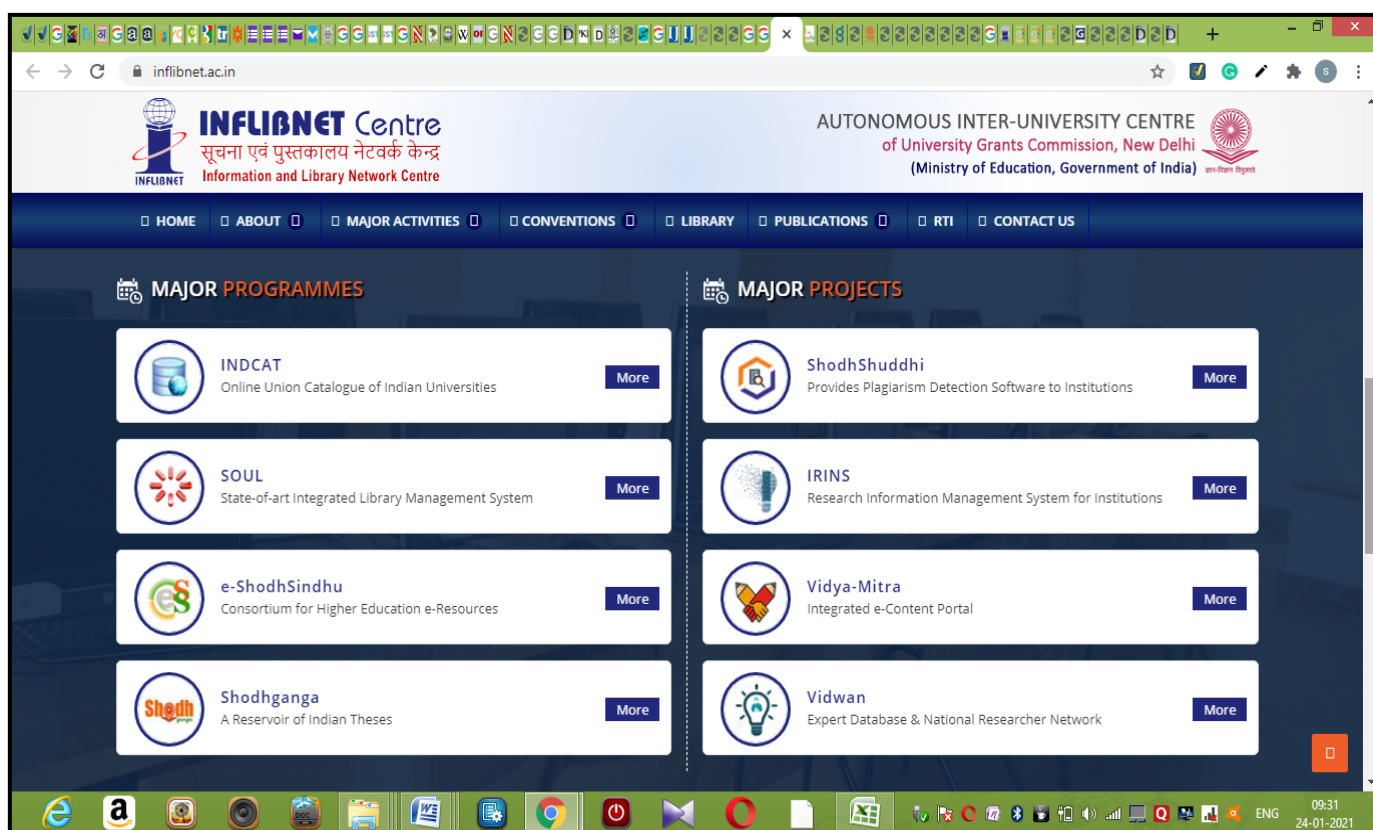 inflibnet.ac.in
INFLIBNET Centre
सूचना एवं पुस्तकालय नेटवर्क केन्द्र
Information and Library Network Centre
INFLIBNET
AUTONOMOUS INTER-UNIVERSITY CENTRE
of University Grants Commission, New Delhi
(Ministry of Education, Government of India)
HOME ABOUT MAJOR ACTIVITIES CONVENTIONS LIBRARY PUBLICATIONS RTI CONTACT US
MAJOR PROGRAMMES
INDCAT
Online Union Catalogue of Indian Universities
More
SOUL
State-of-art Integrated Library Management System
More
e-ShodhSindhu
Consortium for Higher Education e-Resources
More
Shodhganga
A Reservoir of Indian Theses
More
MAJOR PROJECTS
ShodhShuddhi
Provides Plagiarism Detection Software to Institutions
More
IRINS
Research Information Management System for Institutions
More
Vidya-Mitra
Integrated e-Content Portal
More
Vidwan
Expert Database & National Researcher Network
More
ENG
09:31
24-01-2021